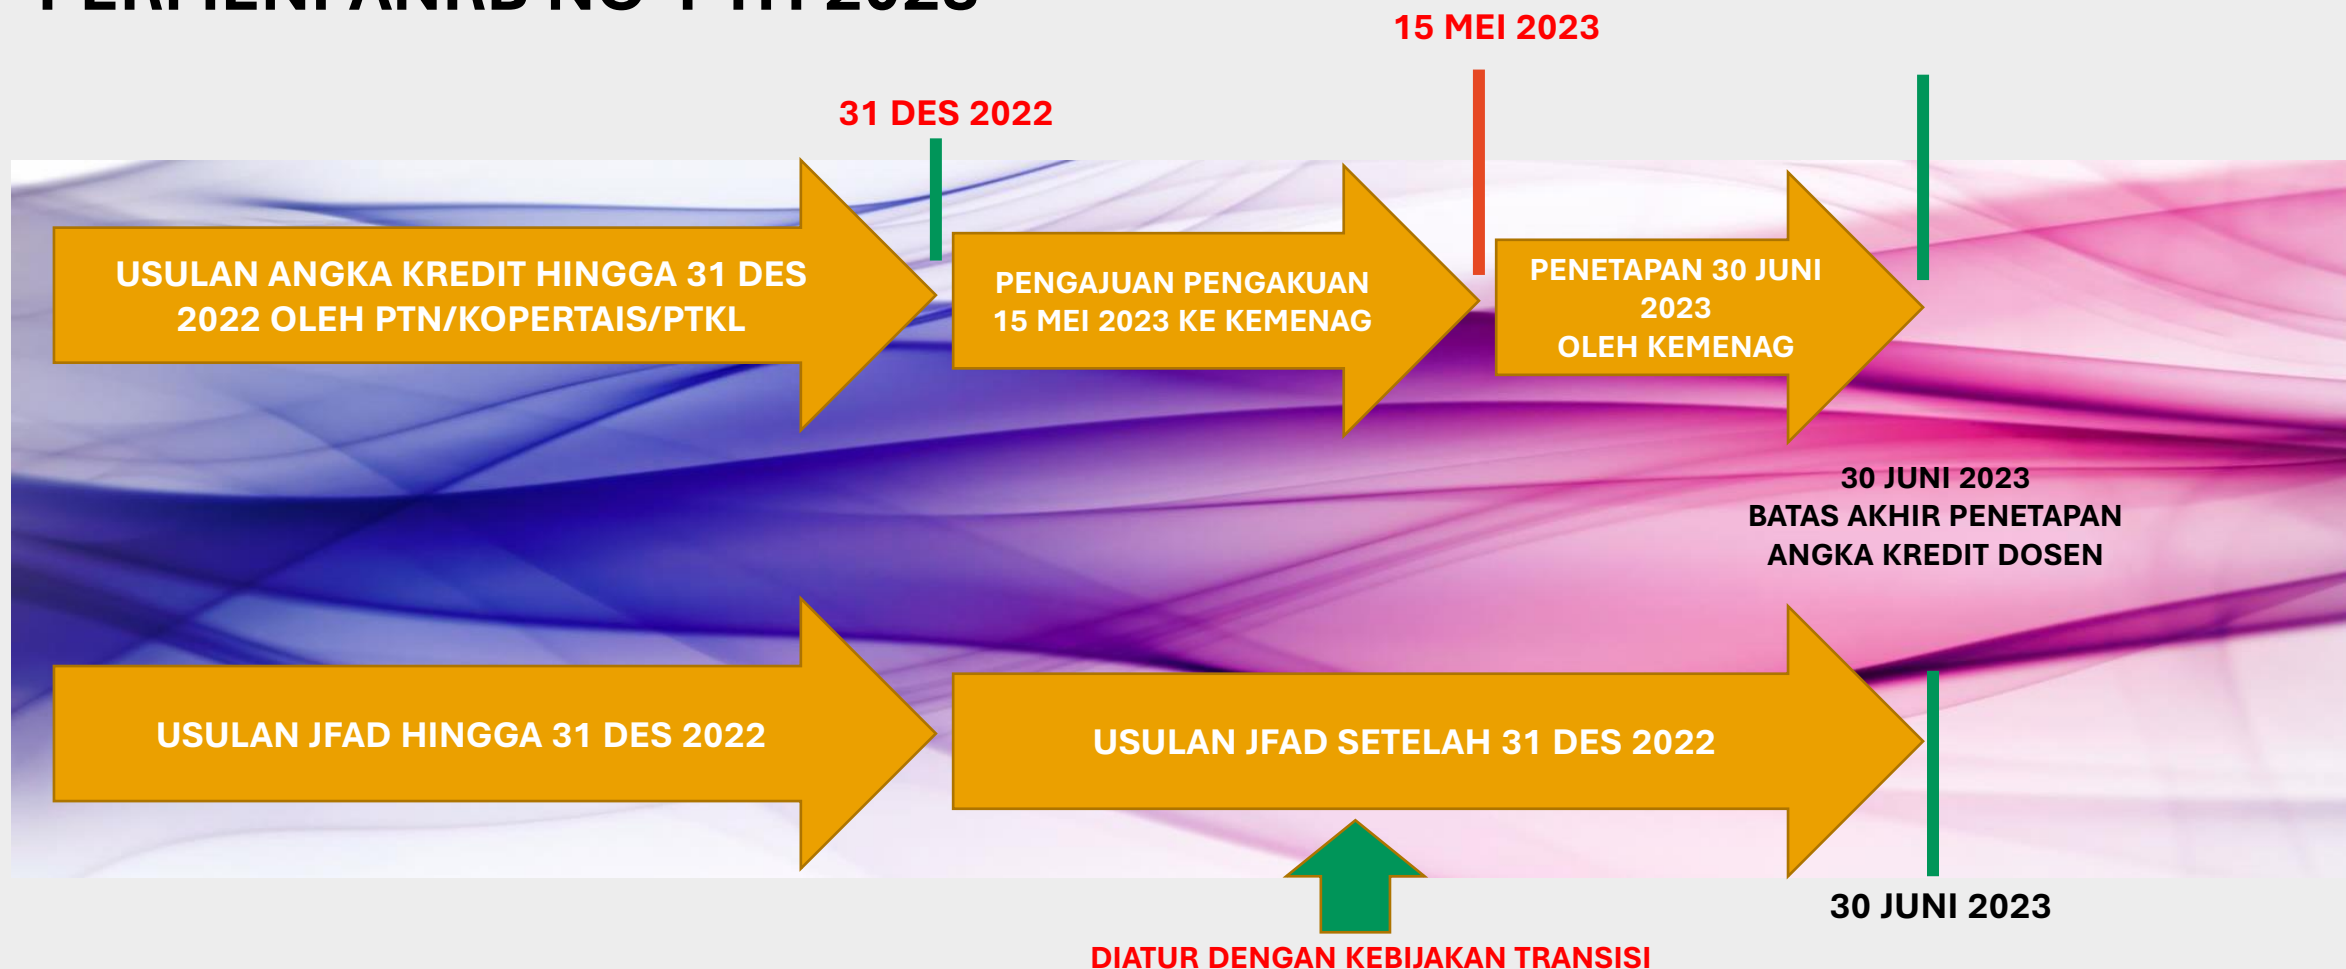 15 MEI 2023
31 DES 2022
USULAN ANGKA KREDIT HINGGA 31 DES
2022 OLEH PTN/KOPERTAIS/PTKL
PENGAJUAN PENGAKUAN
15 MEI 2023 KE KEMENAG
PENETAPAN 30 JUNI
2023
OLEH KEMENAG
30 JUNI 2023
BATAS AKHIR PENETAPAN
ANGKA KREDIT DOSEN
USULAN JFAD HINGGA 31 DES 2022
USULAN JFAD SETELAH 31 DES 2022
30 JUNI 2023
DIATUR DENGAN KEBIJAKAN TRANSISI